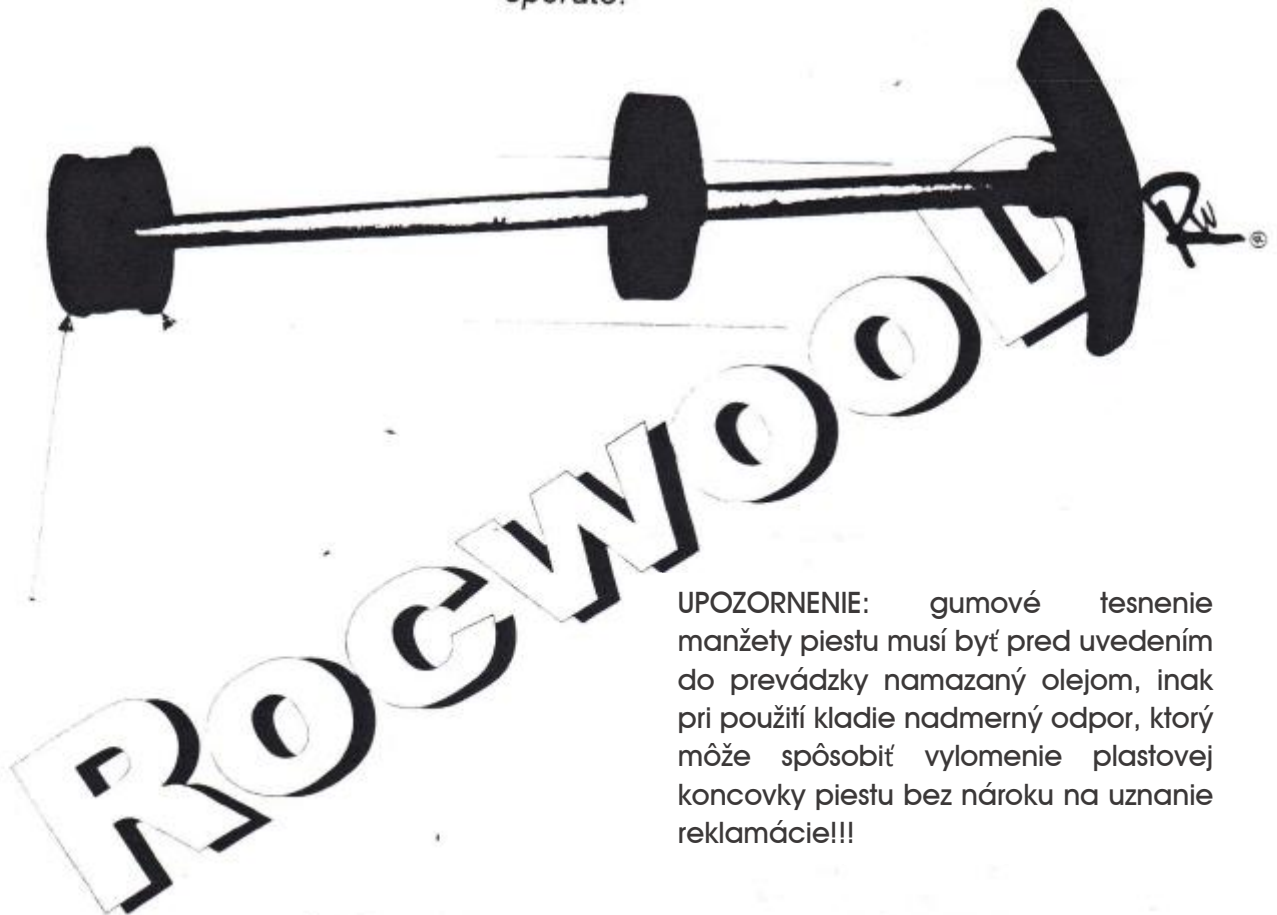 Rw ®
RocWOOL
UPOZORNENIE: gumové tesnenie
manžety piestu musí byť pred uvedením
do prevádzky namazaný olejom, inak
pri použití kladie nadmerný odpor, ktorý
môže spôsobiť vylomenie plastovej
koncovky piestu bez nároku na uznanie
reklamácie!!!